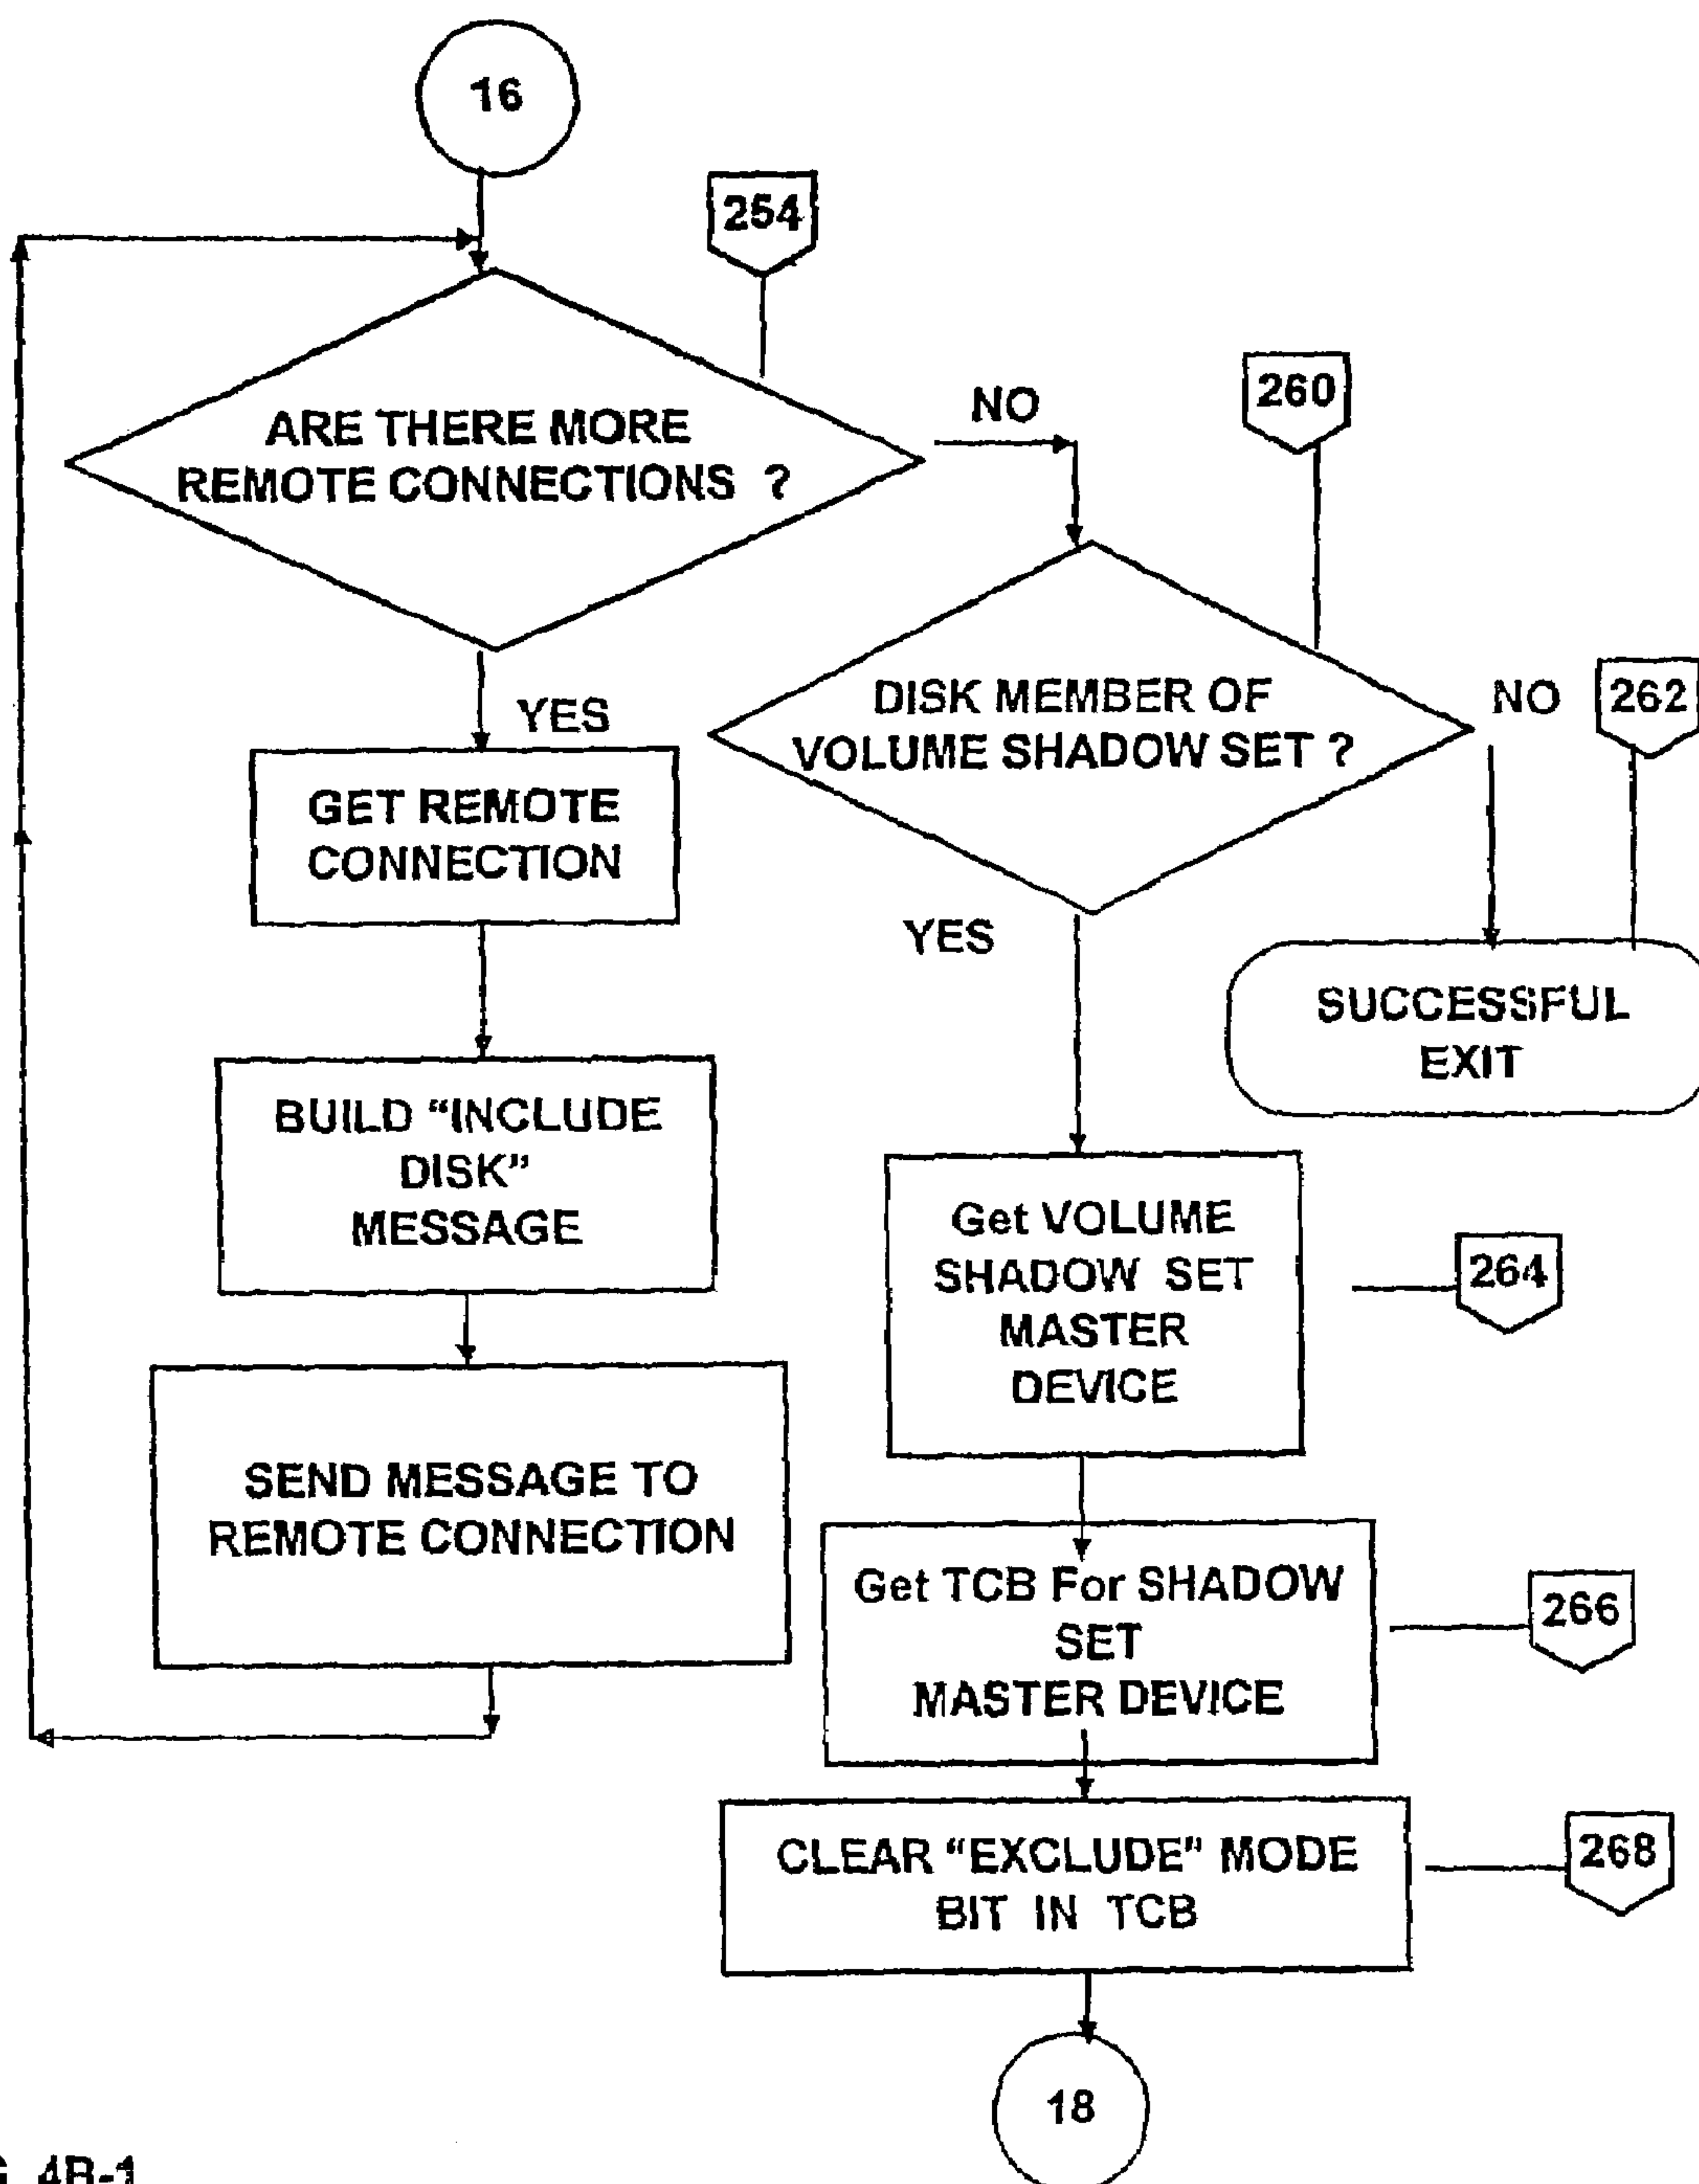 16
254
ARE THERE MORE
REMOTE CONNECTIONS ?
NO
260
YES
DISK MEMBER OF
VOLUME SHADOW SET ?
NO
262
GET REMOTE
CONNECTION
YES
SUCCESSFUL
EXIT
BUILD “INCLUDE
DISK”
MESSAGE
Get VOLUME
SHADOW SET
MASTER
DEVICE
264
SEND MESSAGE TO
REMOTE CONNECTION
Get TCB For SHADOW
SET
MASTER DEVICE
266
CLEAR “EXCLUDE” MODE
BIT IN TCB
268
18
4B-1